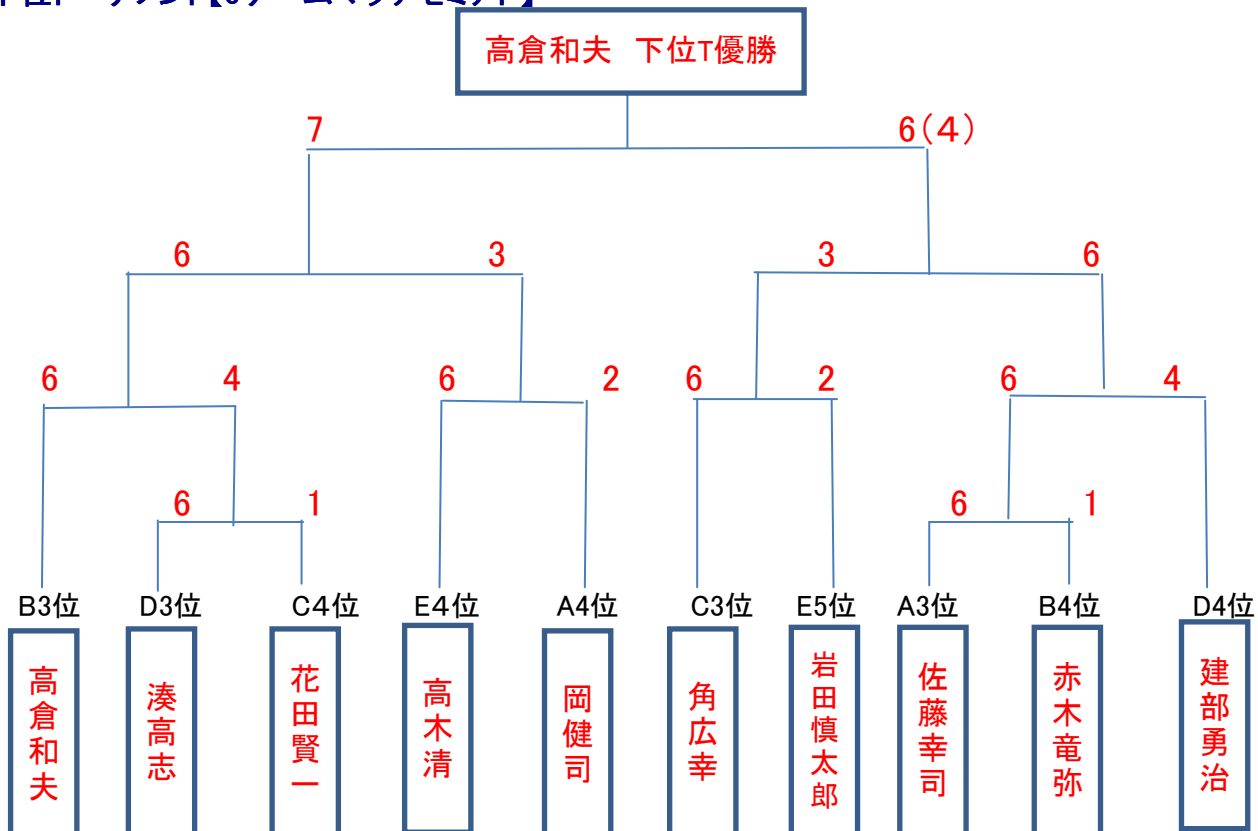 高倉和夫 下位T優勝
7 6(4)
6 3 3 6
6 4 6 2 6 2 6 4
6 1 6 1
B3位 D3位 C4位 E4位 A4位 C3位 E5位 A3位 B4位 D4位
高倉和夫
湊高志
花田賢一
高木清
岡健司
角広幸
岩田慎太郎
佐藤幸司
赤木竜弥
建部勇治